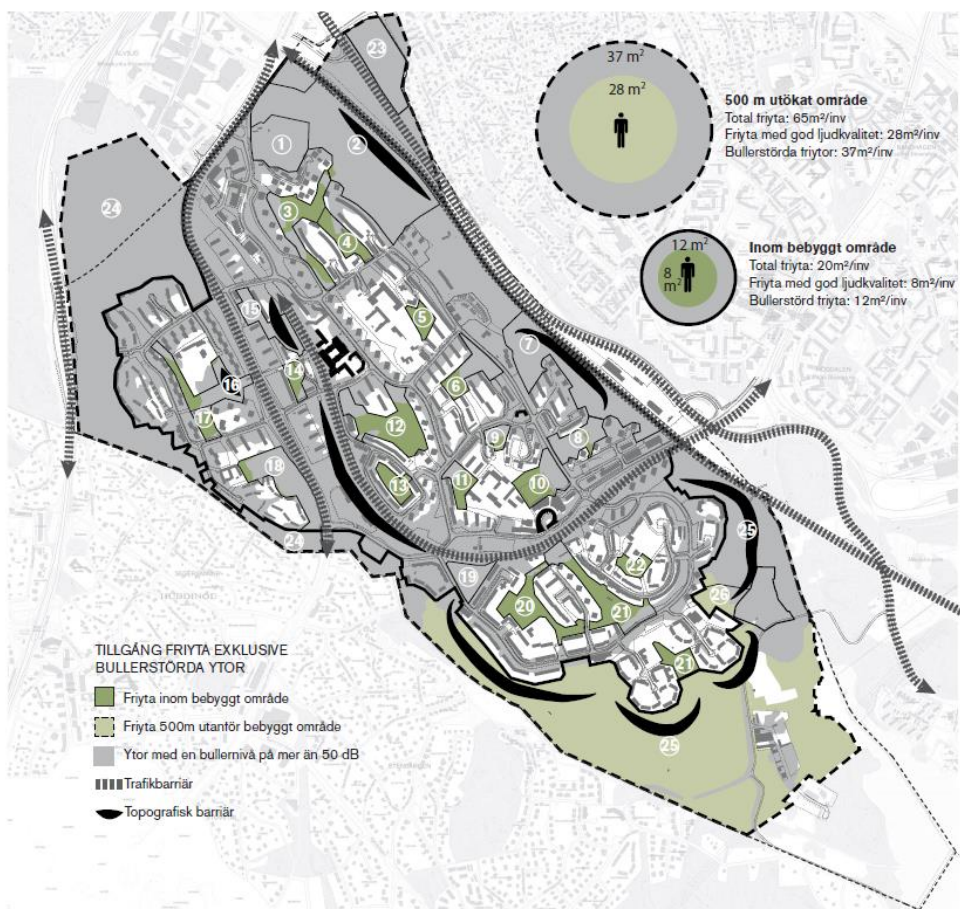 37 m²
28 m²
500 m utökat område
Total friyta: 65m²/inv
Friyta med god ljudkvalitet: 28m²/inv
Bullerstörda friytor: 37m²/inv
12 m²
8
m²
Inom bebyggt område
Total friyta: 20m²/inv
Friyta med god ljudkvalitet: 8m²/inv
Bullerstörd friyta: 12m²/inv
23
1
2
24
3
4
15
5
7
14
16
6
17
12
9
8
18
13
11
10
24
25
19
22
26
20
21
21
25
TILLGÅNG FRIYTA EXKLUSIVE
BULLERSTÖRDA YTOR
Friyta inom bebyggt område
Friyta 500m utanför bebyggt område
Ytor med en bullernivå på mer än 50 dB
Trafikbarriär
Topografisk barriär